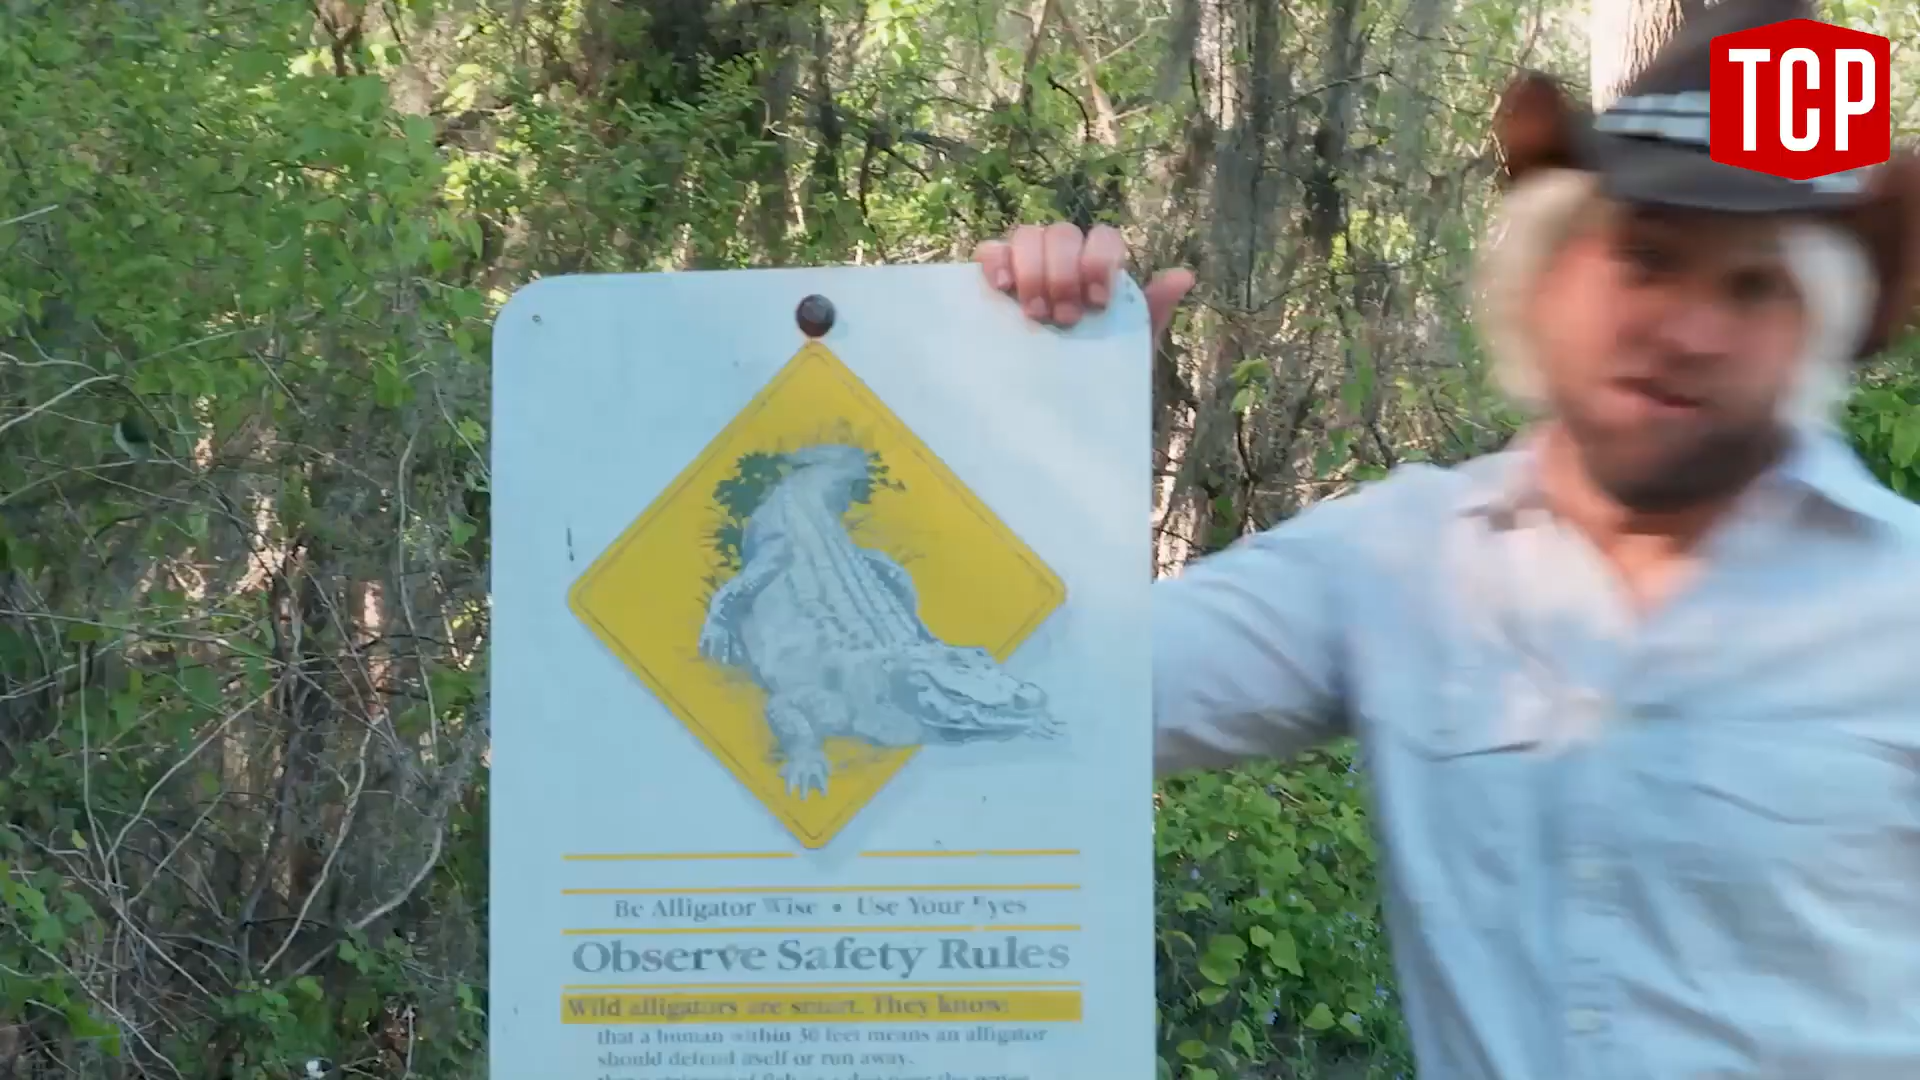 TCP
Be Alligator Wise • Use Your Eyes
Observe Safety Rules
Wild alligators are smart. They know:
that a human within 30 feet means an alligator
should defend itself or run away.